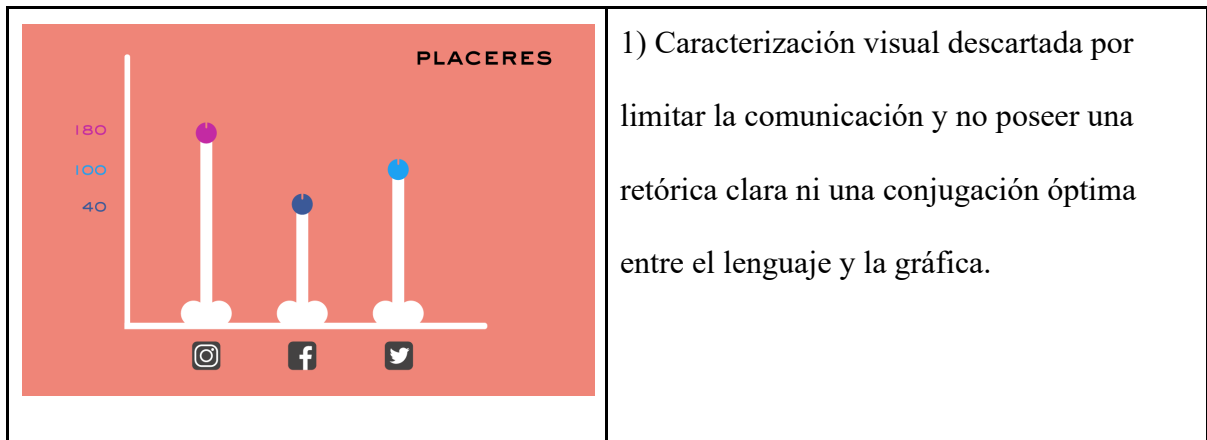 PLACERES
180
100
40
1) Caracterización visual descartada por
limitar la comunicación y no poseer una
retórica clara ni una conjugación óptima
entre el lenguaje y la gráfica.